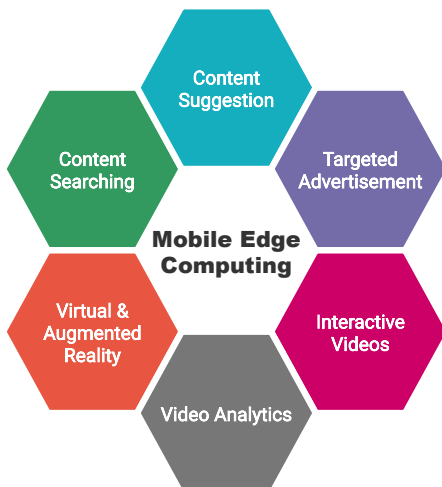 Content
Suggestion
Content
Searching
Targeted
Advertisement
Mobile Edge
Computing
Virtual &
Augmented
Reality
Interactive
Videos
Video Analytics